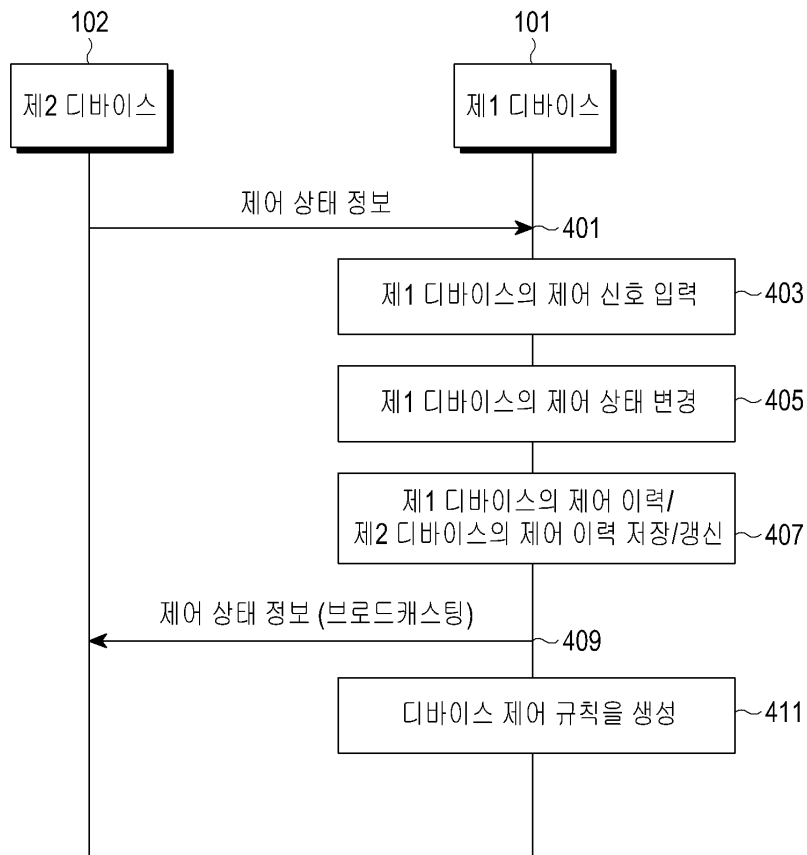 102
101
제2 디바이스
제1 디바이스
제어 상태 정보
401
제1 디바이스의 제어 신호 입력
403
제1 디바이스의 제어 상태 변경
405
제1 디바이스의 제어 이력/
제2 디바이스의 제어 이력 저장/갱신
407
제어 상태 정보 (브로드캐스팅)
409
디바이스 제어 규칙을 생성
411